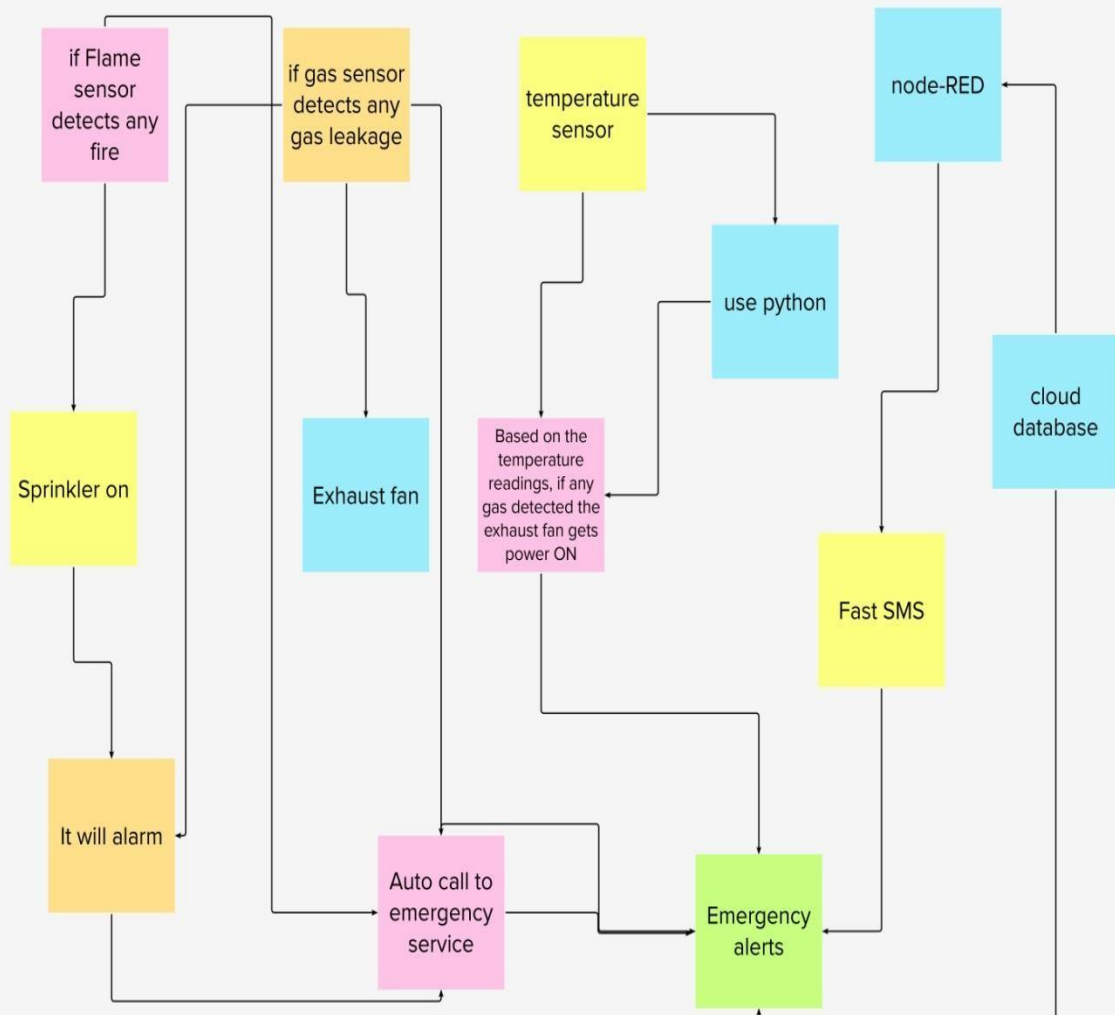 if Flame
sensor
detects any
fire
if gas sensor
detects any
gas leakage
temperature
sensor
node-RED
use python
cloud
database
Sprinkler on
Exhaust fan
Based on the
temperature
readings, if any
gas detected the
exhaust fan gets
power ON
Fast SMS
It will alarm
Auto call to
emergency
service
Emergency
alerts